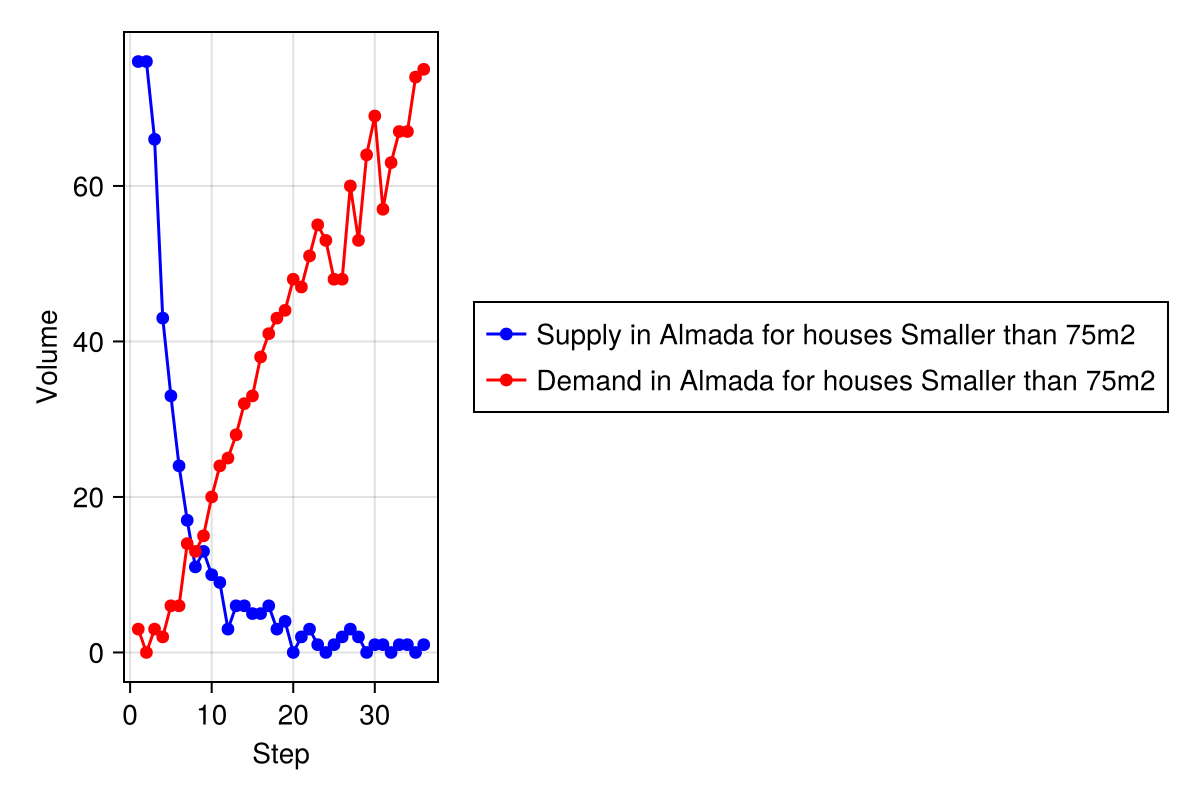 60
40
20
0
Volume
0 10 20 30
Step
Supply in Almada for houses Smaller than 75m2
Demand in Almada for houses Smaller than 75m2